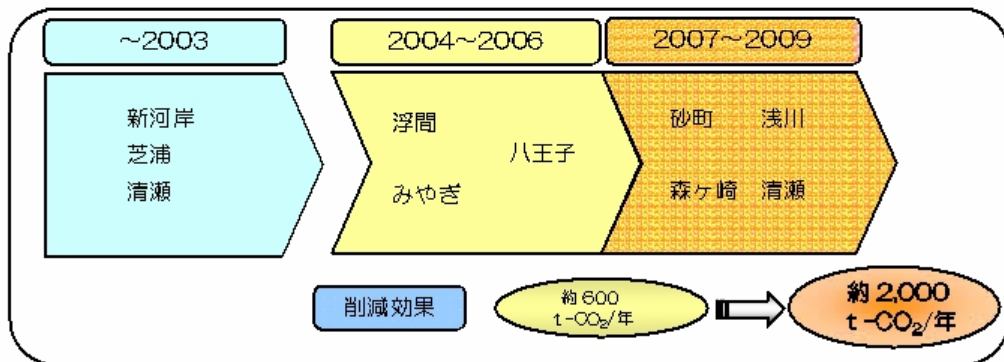 ～2003
2004～2006
2007～2009
新河岸
芝浦
清瀬
浮間
八王子
みやぎ
砂町 浅川
森ヶ崎 清瀬
削減効果
約600
t-CO₂/年
約2,000
t-CO₂/年